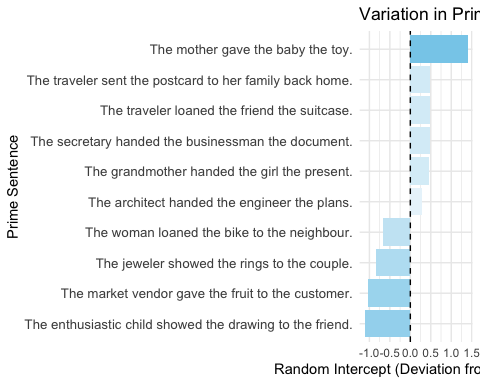 Variation in
The mother gave the baby the toy.
The traveler sent the postcard to her family back home.
The traveler loaned the friend the suitcase.
The secretary handed the businessman the document.
The grandmother handed the girl the present.
The architect handed the engineer the plans.
The woman loaned the bike to the neighbour.
The jeweler showed the rings to the couple.
The market vendor gave the fruit to the customer.
The enthusiastic child showed the drawing to the friend.
Prime Sentence
-1.0 -0.5 0.0 0.5 1.0 1.5
Random Intercept (Deviation